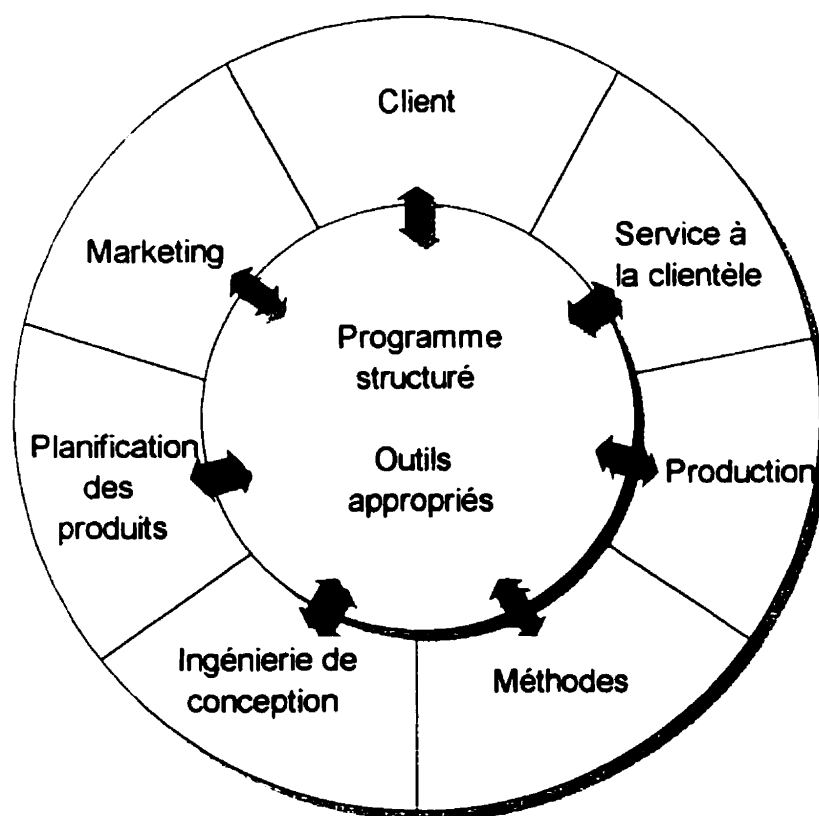 Client
Service à
la clientèle
Marketing
Programme
structuré
Planification
des
produits
Outils
appropriés
Production
Ingénierie de
conception
Méthodes